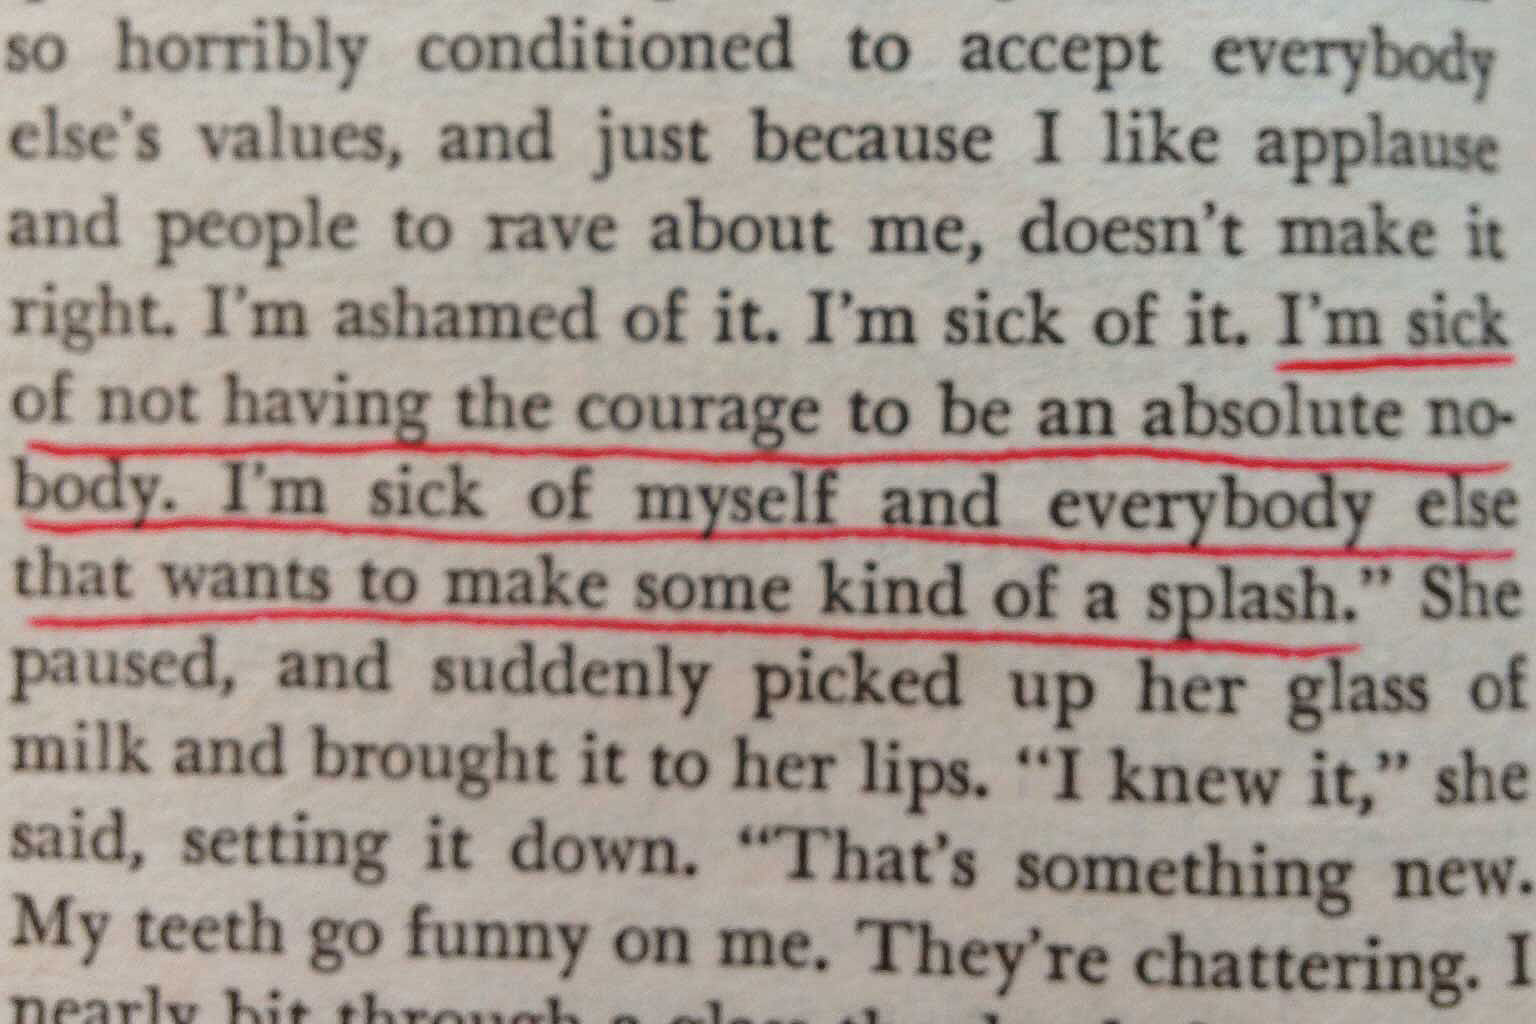 so horribly conditioned to accept everybody
else's values, and just because I like applause
and people to rave about me, doesn't make it
right. I'm ashamed of it. I'm sick of it. I'm sick
of not having the courage to be an absolute no-
body. I'm sick of myself and everybody else
that wants to make some kind of a splash.” She
paused, and suddenly picked up her glass of
milk and brought it to her lips. “I knew it,” she
said, setting it down. “That's something new.
My teeth go funny on me. They're chattering. I
nearly bit through a glass